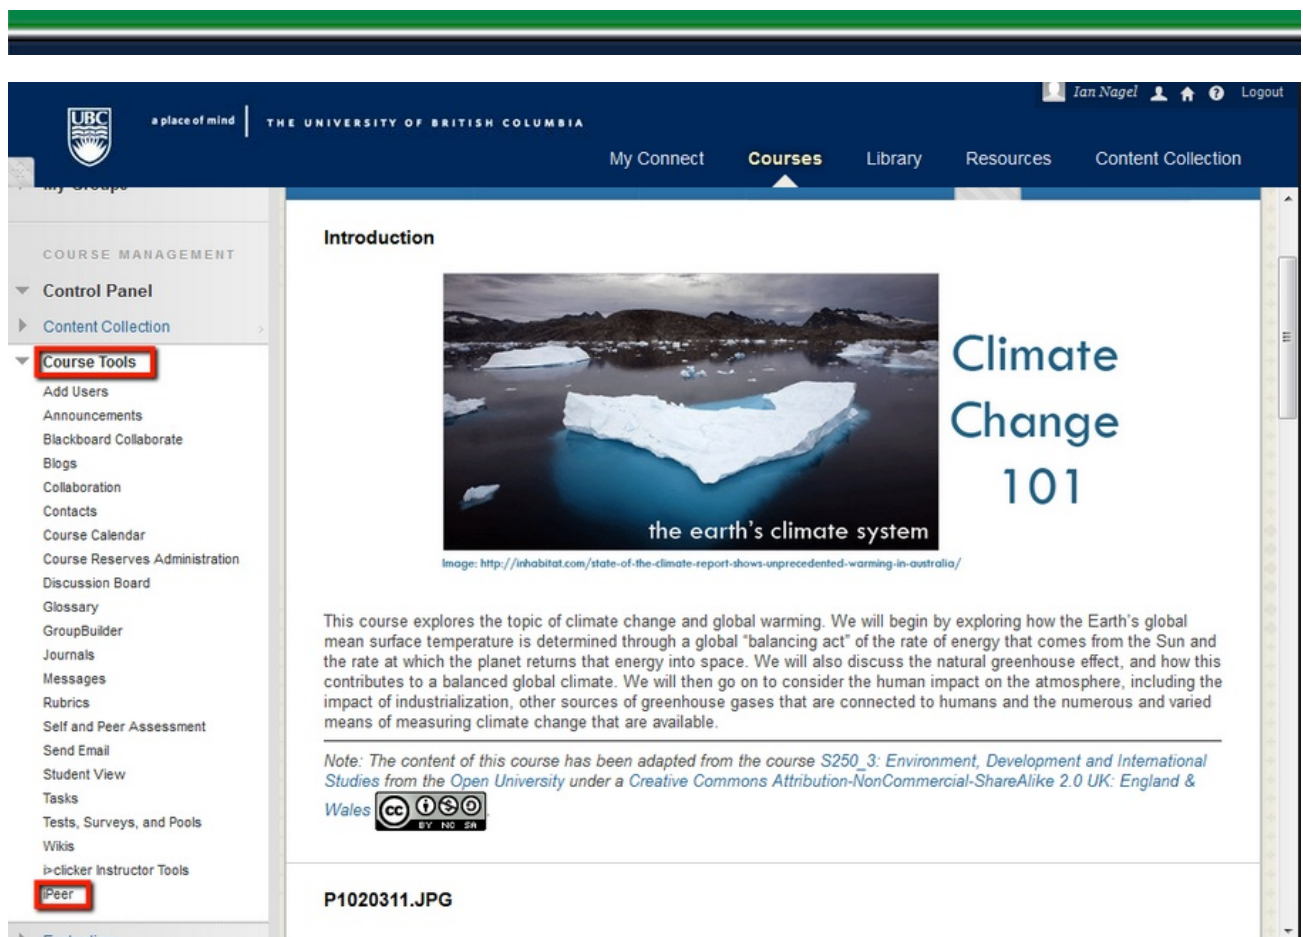 Ian Nagel
Logout
UBC
a place of mind
THE UNIVERSITY OF BRITISH COLUMBIA
My Connect
Courses
Library
Resources
Content Collection
My Groups
COURSE MANAGEMENT
Control Panel
Content Collection
Course Tools
Add Users
Announcements
Blackboard Collaborate
Blogs
Collaboration
Contacts
Course Calendar
Course Reserves Administration
Discussion Board
Glossary
GroupBuilder
Journals
Messages
Rubrics
Self and Peer Assessment
Send Email
Student View
Tasks
Tests, Surveys, and Pools
Wikis
i>clicker Instructor Tools
iPeer
Introduction
Climate
Change
101
the earth's climate system
Image: http://inhabitat.com/state-of-the-climate-report-shows-unprecedented-warming-in-australia/
This course explores the topic of climate change and global warming. We will begin by exploring how the Earth's global
mean surface temperature is determined through a global "balancing act" of the rate of energy that comes from the Sun and
the rate at which the planet returns that energy into space. We will also discuss the natural greenhouse effect, and how this
contributes to a balanced global climate. We will then go on to consider the human impact on the atmosphere, including the
impact of industrialization, other sources of greenhouse gases that are connected to humans and the numerous and varied
means of measuring climate change that are available.
Note: The content of this course has been adapted from the course S250_3: Environment, Development and International
Studies from the Open University under a Creative Commons Attribution-NonCommercial-ShareAlike 2.0 UK: England &
Wales
cc
BY NC SA
.
P1020311.JPG